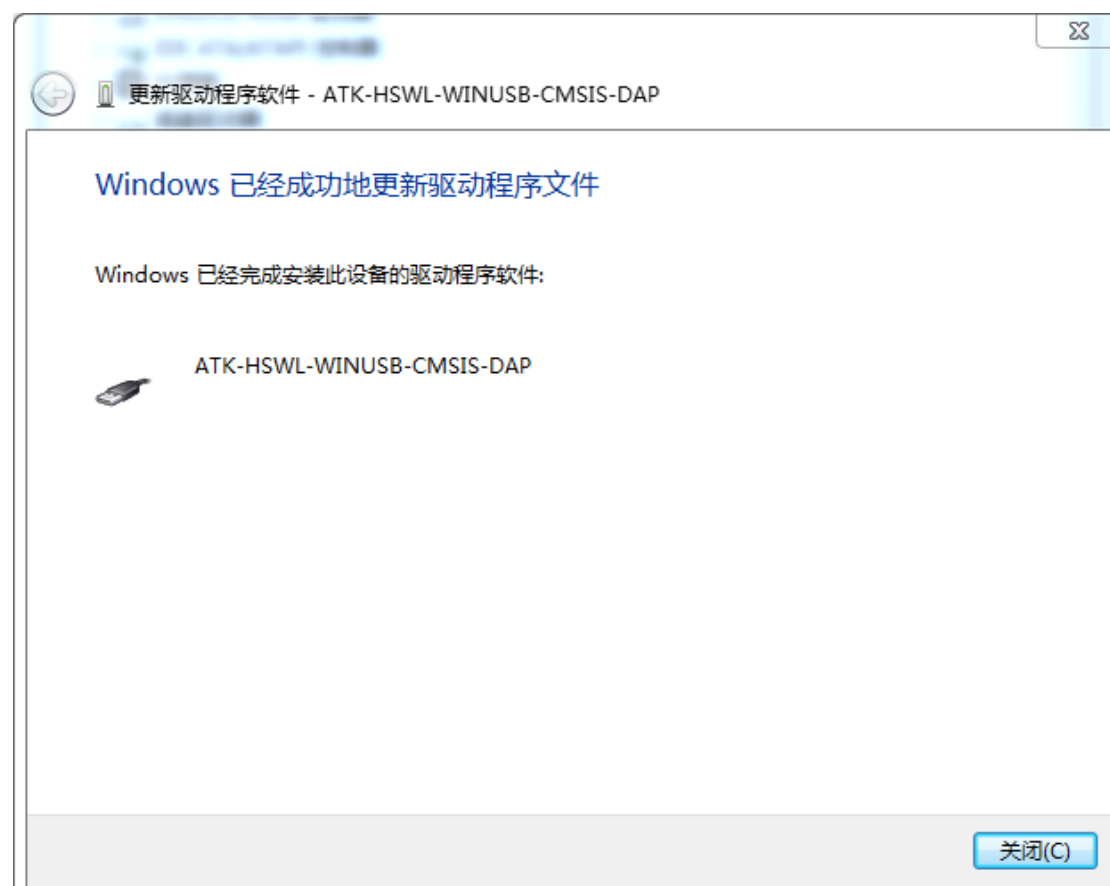 更新驱动程序软件 - ATK-HSWL-WINUSB-CMSIS-DAP
Windows 已经成功地更新驱动程序文件
Windows 已经完成安装此设备的驱动程序软件:
ATK-HSWL-WINUSB-CMSIS-DAP
关闭(C)